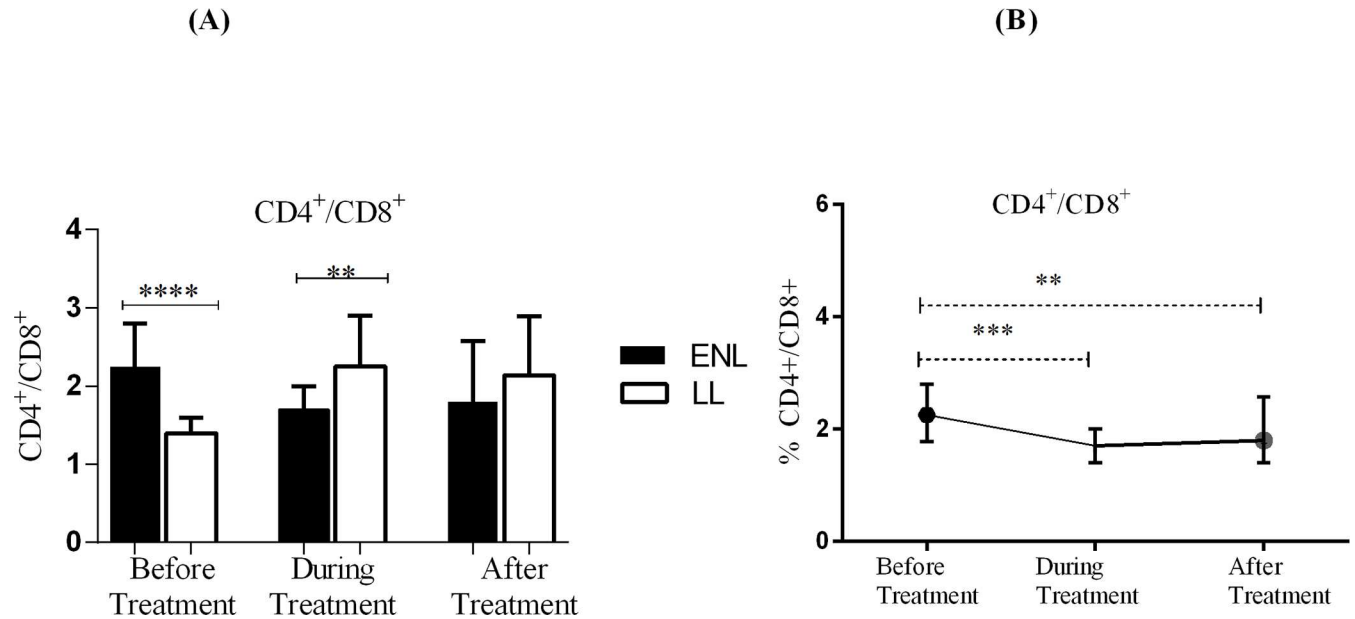 (A)
CD4⁺/CD8⁺
CD4⁺/CD8⁺
4
3
2
1
0
****
**
Before
Treatment
During
Treatment
After
Treatment
ENL
LL
(B)
CD4⁺/CD8⁺
% CD4+/CD8+
6
4
2
0
**
***
Before
Treatment
During
Treatment
After
Treatment